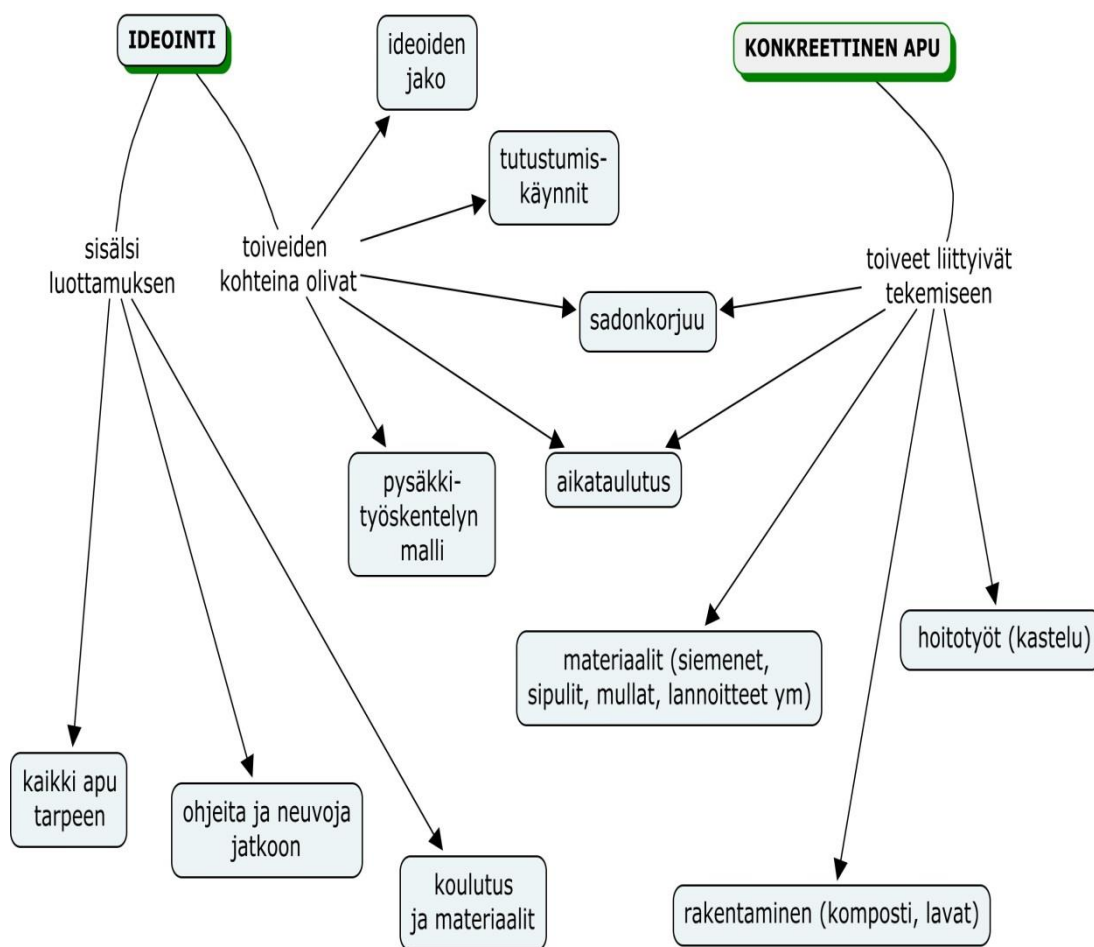 IDEOINTI
ideoiden
jako
KONKREETTINEN APU
tutustumis-
käynnit
sisälsi
luottamuksen
toiveiden
kohteina olivat
toiveet liittyivät
tekemiseen
sadonkorjuu
pysäkki-
työskentelyn
malli
aikataulutus
materiaalit (siemenet,
sipulit, mullat, lannoitteet ym)
hoitotyöt (kastelu)
kaikki apu
tarpeen
ohjeita ja neuvoja
jatkoon
koulutus
ja materiaalit
rakentaminen (komposti, lavat)